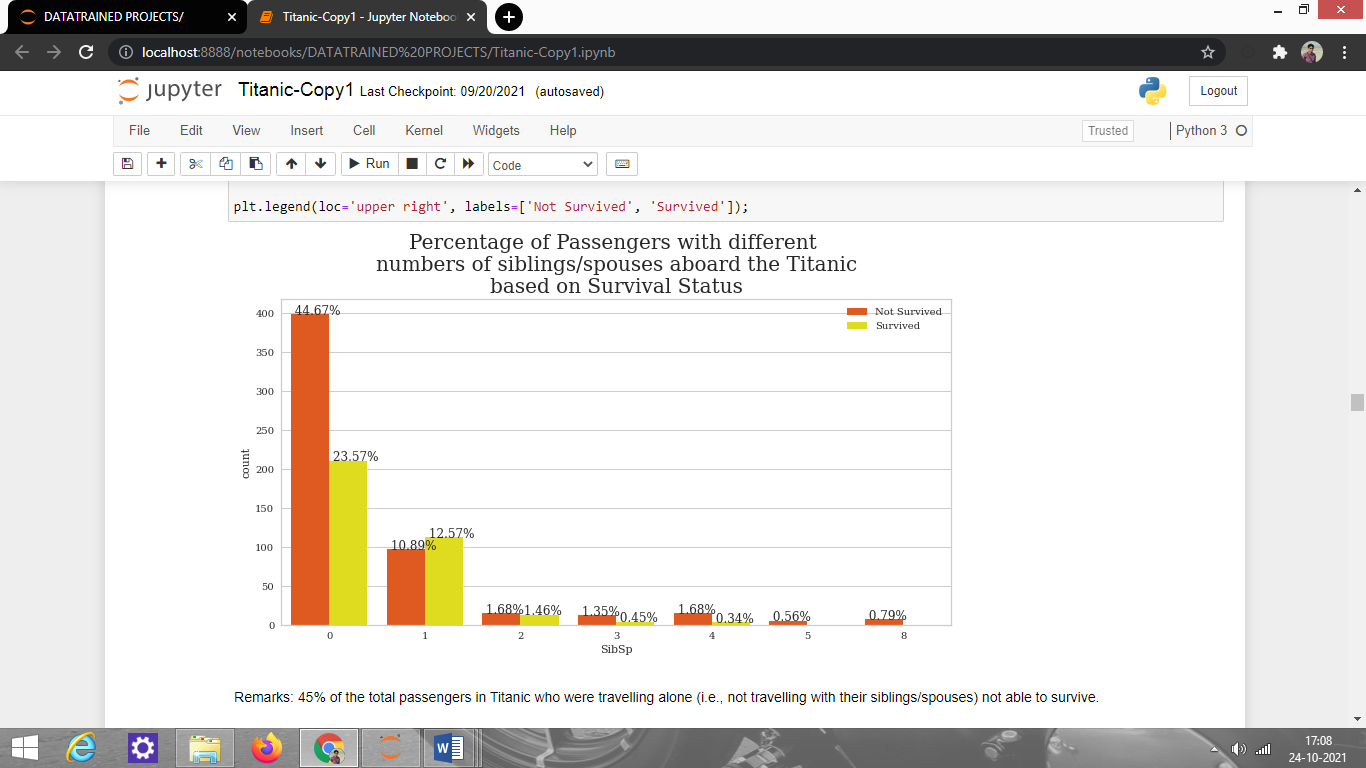 DATATRAINED PROJECTS/
Titanic-Copy1 - Jupyter Noteboo
localhost:8888/notebooks/DATATRAINED%20PROJECTS/Titanic-Copy1.ipynb
jupyter Titanic-Copy1 Last Checkpoint: 09/20/2021 (autosaved)
Logout
File Edit View Insert Cell Kernel Widgets Help
Trusted
Python 3
Run
Code
plt.legend(loc='upper right', labels=['Not Survived', 'Survived']);
Percentage of Passengers with different
numbers of siblings/spouses aboard the Titanic
based on Survival Status
count
400
350
300
250
200
150
100
50
0
44.67%
23.57%
10.89%
12.57%
1.68%
1.46%
1.35%
0.45%
1.68%
0.34%
0.56%
0.79%
Not Survived
Survived
0 1 2 3 4 5 8
SibSp
Remarks: 45% of the total passengers in Titanic who were travelling alone (i.e., not travelling with their siblings/spouses) not able to survive.
17:08
24-10-2021